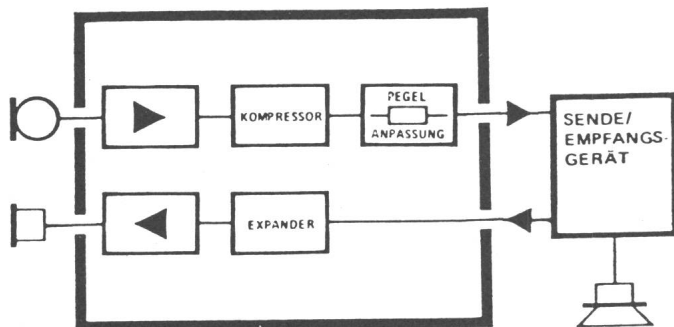 KOMPRESSOR
PEGEL
ANPASSUNG
SENDE/
EMPFANGS-
GERÄT
EXPANDER